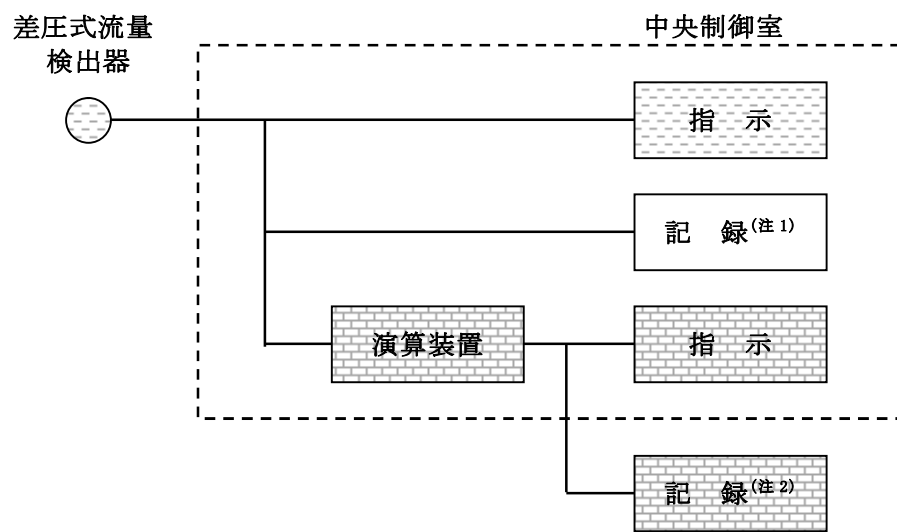 差圧式流量
検出器
中央制御室
指 示
記 録(注1)
演算装置
指 示
記 録(注2)